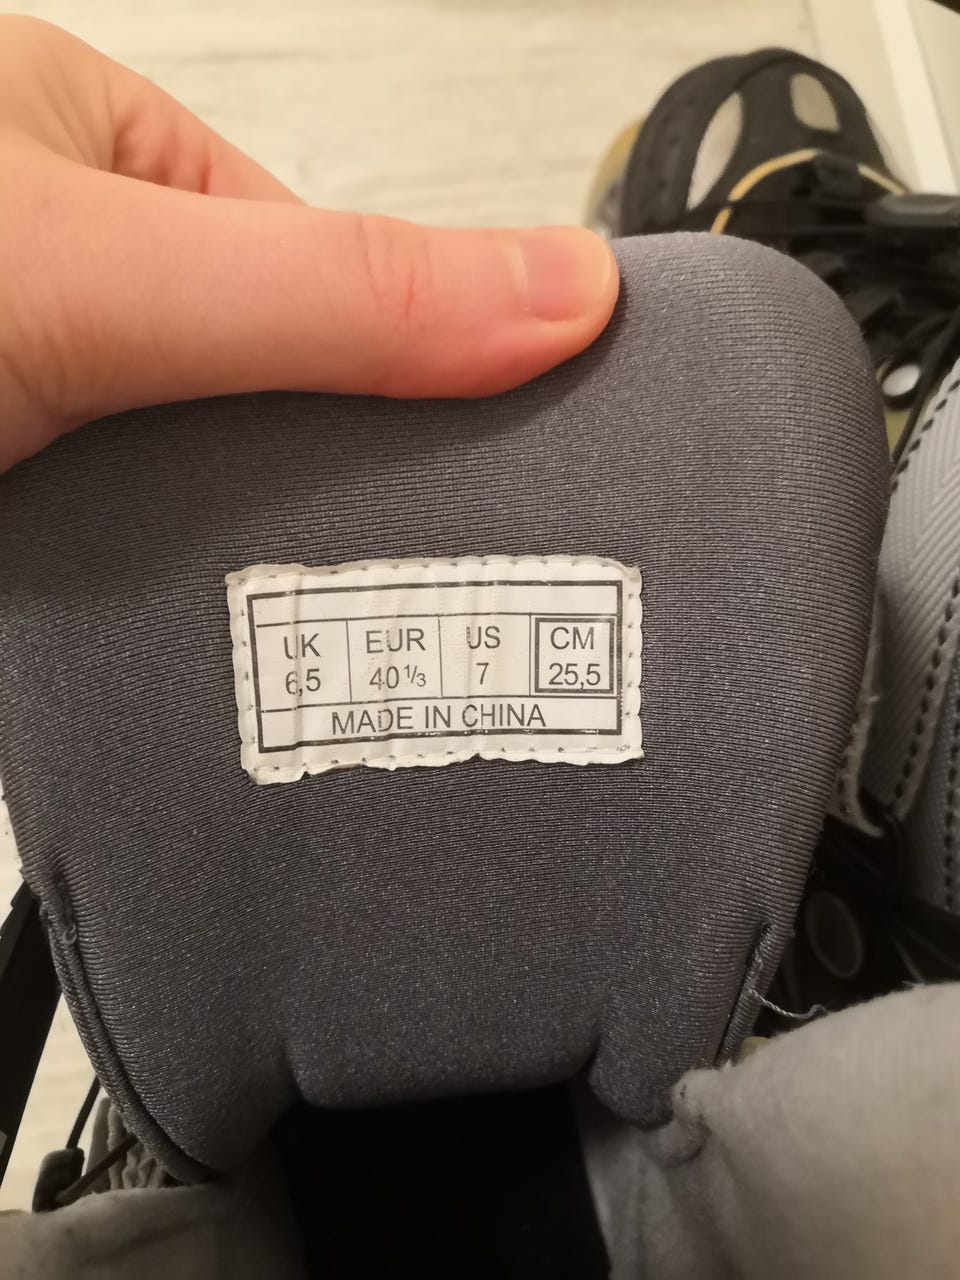 UK EUR US CM
6,5 40 1/3 7 25,5
MADE IN CHINA